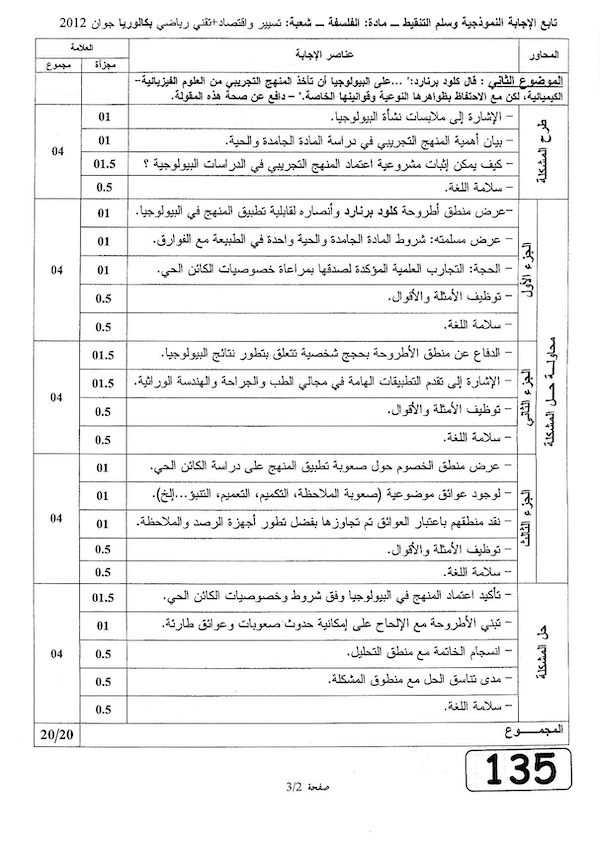 تابع الإجابة النموذجية وسلم التنقيط ــ مادة: الفلسفة ــ شعبة: تسيير واقتصاد+تقني رياضي بكالوريا جوان 2012
المحاور عناصر الإجابة العلامة
مجزأة مجموع
الموضوع الثاني : قال كلود برنارد:" ...على البيولوجيا أن تأخذ المنهج التجريبي من العلوم الفيزيائية-
الكيميائية، لكن مع الاحتفاظ بظواهرها النوعية وقوانينها الخاصة." – دافع عن صحة هذه المقولة.
طرح المشكلة
- الإشارة إلى ملابسات نشأة البيولوجيا. 01
- بيان أهمية المنهج التجريبي في دراسة المادة الجامدة والحية. 01
- كيف يمكن إثبات مشروعية اعتماد المنهج التجريبي في الدراسات البيولوجية ؟ 01.5
- سلامة اللغة. 0.5
04
محاولة حل المشكلة
الجزء الأول
-عرض منطق أطروحة كلود برنارد وأنصاره لقابلية تطبيق المنهج في البيولوجيا. 01
- عرض مسلمته: شروط المادة الجامدة والحية واحدة في الطبيعة مع الفوارق. 01
- الحجة: التجارب العلمية المؤكدة لصدقها بمراعاة خصوصيات الكائن الحي. 01
- توظيف الأمثلة والأقوال. 0.5
- سلامة اللغة. 0.5
04
الجزء الثاني
- الدفاع عن منطق الأطروحة بحجج شخصية تتعلق بتطور نتائج البيولوجيا. 01.5
- الإشارة إلى تقدم التطبيقات الهامة في مجالي الطب والجراحة والهندسة الوراثية. 01.5
- توظيف الأمثلة والأقوال. 0.5
- سلامة اللغة. 0.5
04
الجزء الثالث
- عرض منطق الخصوم حول صعوبة تطبيق المنهج على دراسة الكائن الحي. 01
- لوجود عوائق موضوعية (صعوبة الملاحظة، التكميم، التعميم، التنبؤ...إلخ). 01
- نقد منطقهم باعتبار العوائق تم تجاوزها بفضل تطور أجهزة الرصد والملاحظة. 01
- توظيف الأمثلة والأقوال. 0.5
- سلامة اللغة. 0.5
04
حل المشكلة
- تأكيد اعتماد المنهج في البيولوجيا وفق شروط وخصوصيات الكائن الحي. 01.5
- تبني الأطروحة مع الإلحاح على إمكانية حدوث صعوبات وعوائق طارئة. 01
- انسجام الخاتمة مع منطق التحليل. 0.5
- مدى تناسق الحل مع منطوق المشكلة. 0.5
- سلامة اللغة. 0.5
04
المجمـــوع 20/20
135
صفحة 3/2